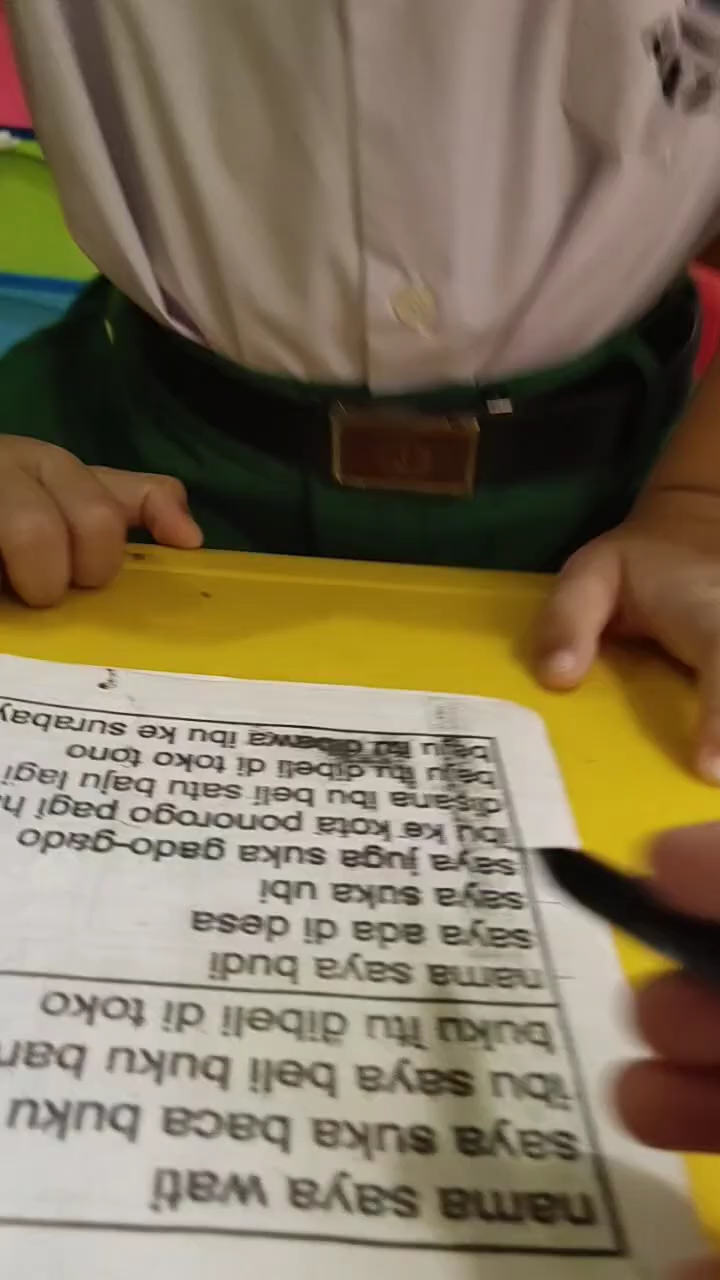 nama saya wati
saya suka baca buku
ibu saya beli buku
buku itu dibeli di toko
nama saya budi
saya ada di desa
saya suka ubi
saya juga suka gado-gado
ibu ke kota ponorogo pagi
disana ibu beli satu baju lagi
baju itu dibeli di toko tono
baju itu dibawa ibu ke